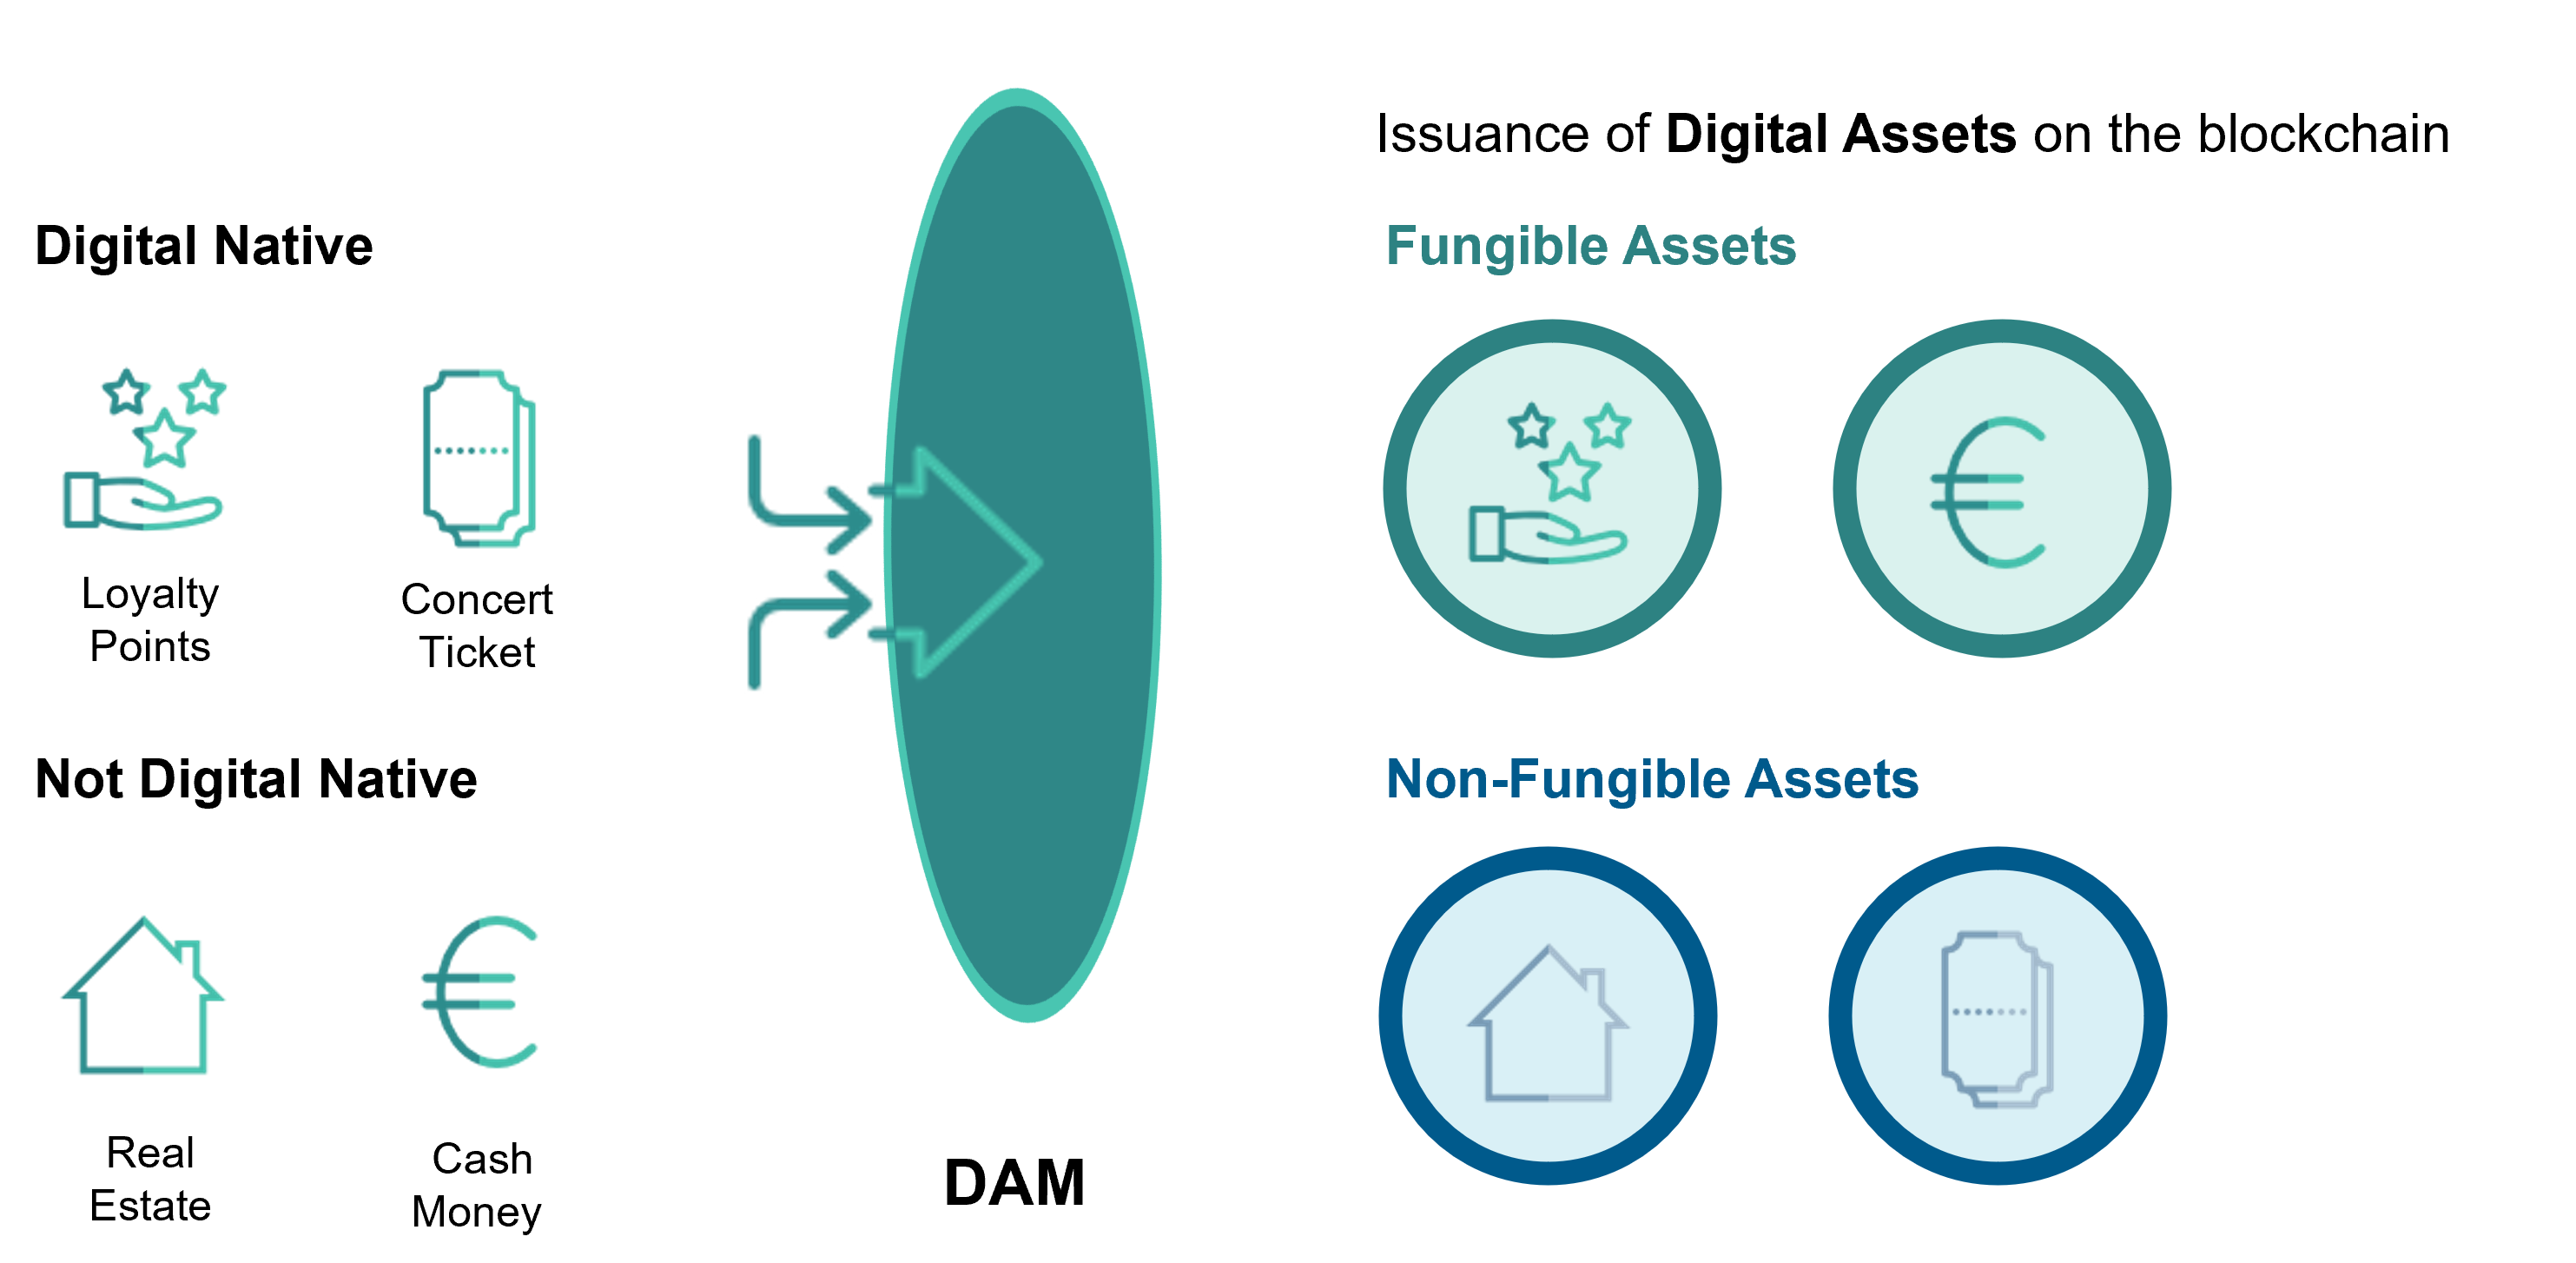 Issuance of Digital Assets on the blockchain
Digital Native
Fungible Assets
Loyalty
Points
Concert
Ticket
Not Digital Native
Non-Fungible Assets
Real
Estate
Cash
Money
DAM